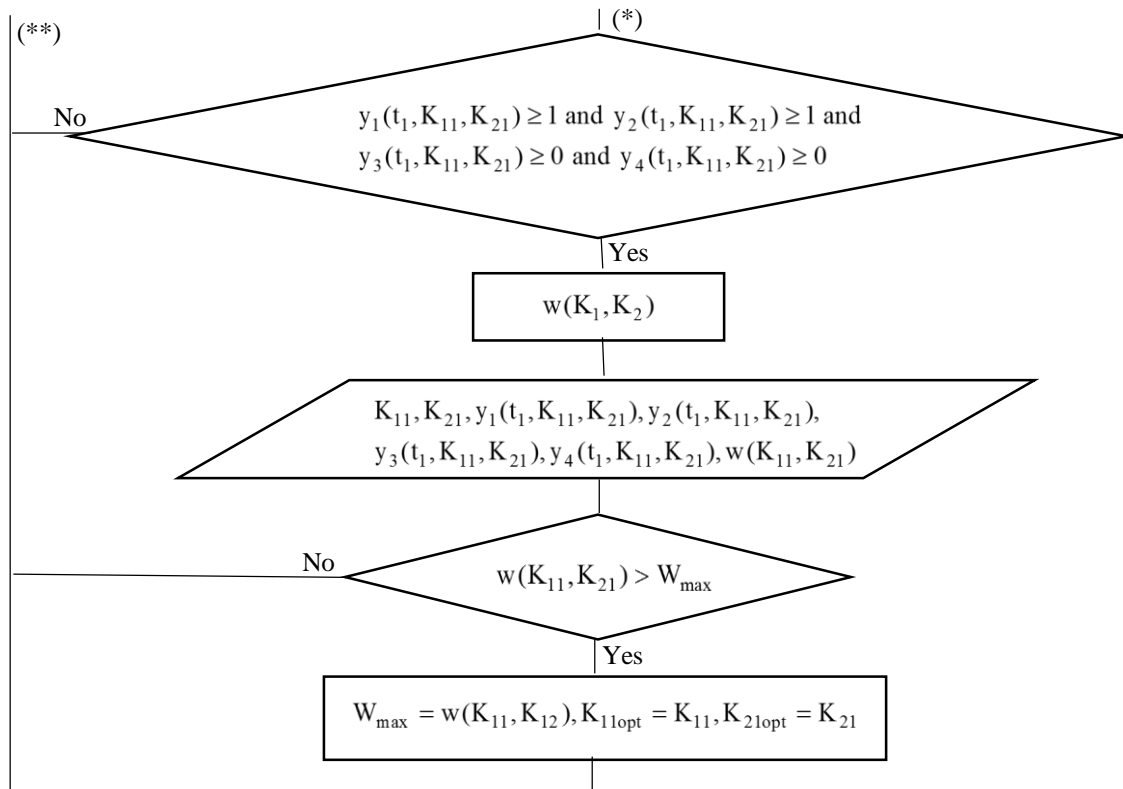 (**)
(*)
No
y₁(t₁,K₁₁,K₂₁) ≥ 1 and y₂(t₁,K₁₁,K₂₁) ≥ 1 and
y₃(t₁,K₁₁,K₂₁) ≥ 0 and y₄(t₁,K₁₁,K₂₁) ≥ 0
Yes
w(K₁,K₂)
K₁₁,K₂₁,y₁(t₁,K₁₁,K₂₁),y₂(t₁,K₁₁,K₂₁),
y₃(t₁,K₁₁,K₂₁),y₄(t₁,K₁₁,K₂₁),w(K₁₁,K₂₁)
No
w(K₁₁,K₂₁) > Wₘₐₓ
Yes
Wₘₐₓ = w(K₁₁,K₁₂),K₁₁opt = K₁₁,K₂₁opt = K₂₁